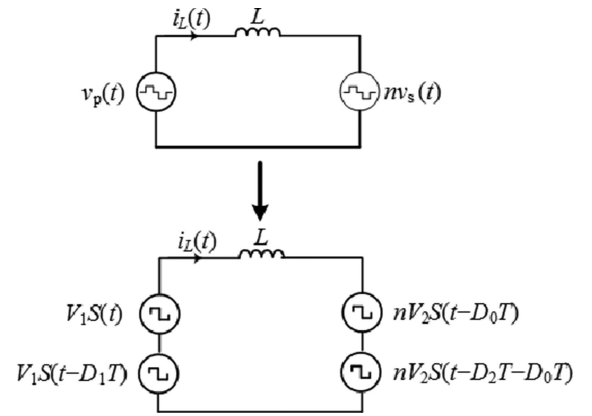 i_L(t) L
v_p(t) nv_s(t)
i_L(t) L
V_1S(t) nV_2S(t−D_0T)
V_1S(t−D_1T) nV_2S(t−D_2T−D_0T)